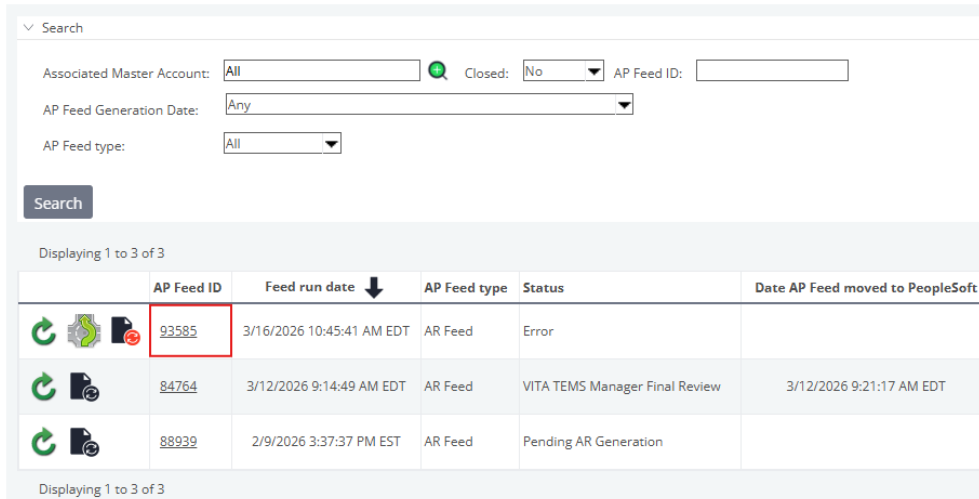 Search
Associated Master Account: All Closed: No AP Feed ID:
AP Feed Generation Date: Any
AP Feed type: All
Search
Displaying 1 to 3 of 3
AP Feed ID Feed run date AP Feed type Status Date AP Feed moved to PeopleSoft
93585 3/16/2026 10:45:41 AM EDT AR Feed Error
84764 3/12/2026 9:14:49 AM EDT AR Feed VITA TEMS Manager Final Review 3/12/2026 9:21:17 AM EDT
88939 2/9/2026 3:37:37 PM EST AR Feed Pending AR Generation
Displaying 1 to 3 of 3